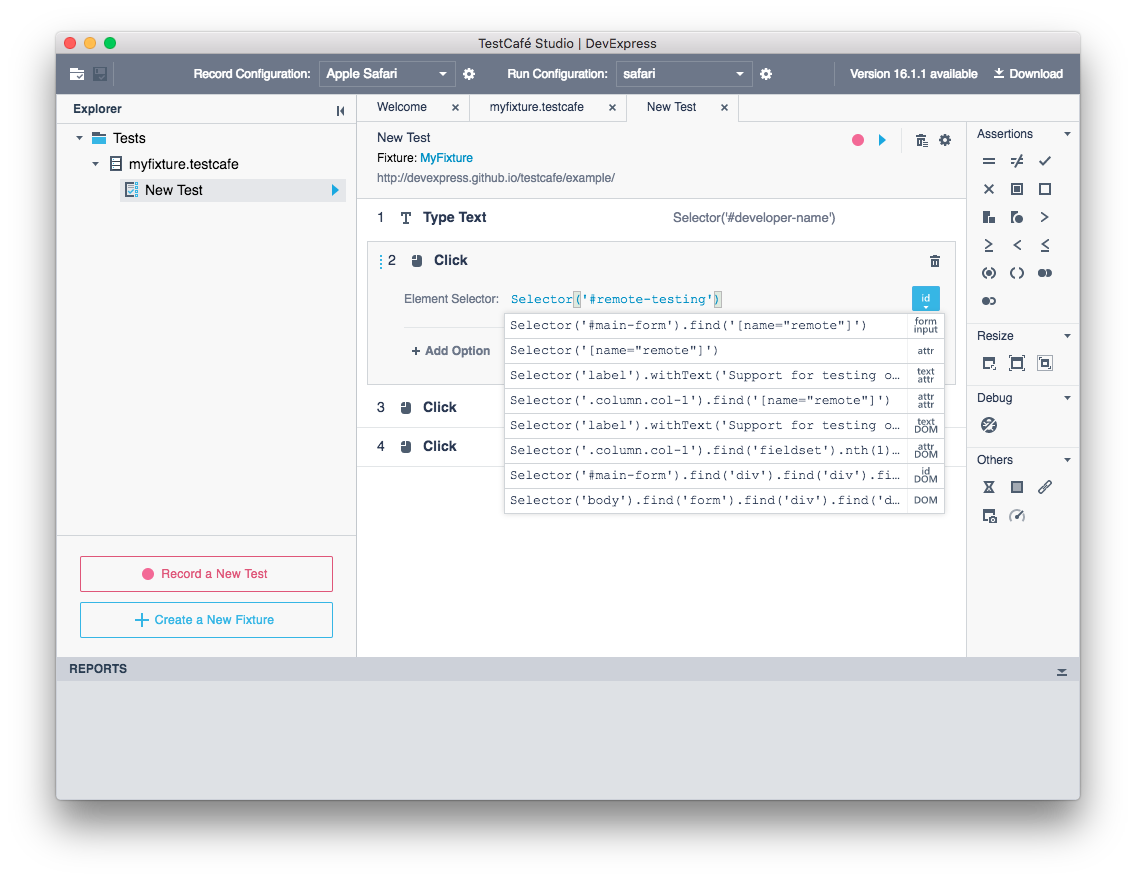 TestCafé Studio | DevExpress
Record Configuration: Apple Safari Run Configuration: safari Version 16.1.1 available Download
Explorer
Tests
myfixture.testcafe
New Test
Record a New Test
Create a New Fixture
Welcome × myfixture.testcafe × New Test ×
New Test
Fixture: MyFixture
http://devexpress.github.io/testcafe/example/
1 Type Text Selector('#developer-name')
2 Click
Element Selector: Selector('#remote-testing') id
+ Add Option
Selector('#main-form').find('[name="remote"]') form input
Selector('[name="remote"]') attr
Selector('label').withText('Support for testing o… text attr
Selector('.column.col-1').find('[name="remote"]') attr attr
Selector('label').withText('Support for testing o… text DOM
Selector('.column.col-1').find('fieldset').nth(1)… attr DOM
Selector('#main-form').find('div').find('div').fi… id DOM
Selector('body').find('form').find('div').find('d… DOM
3 Click
4 Click
Assertions
Resize
Debug
Others
REPORTS